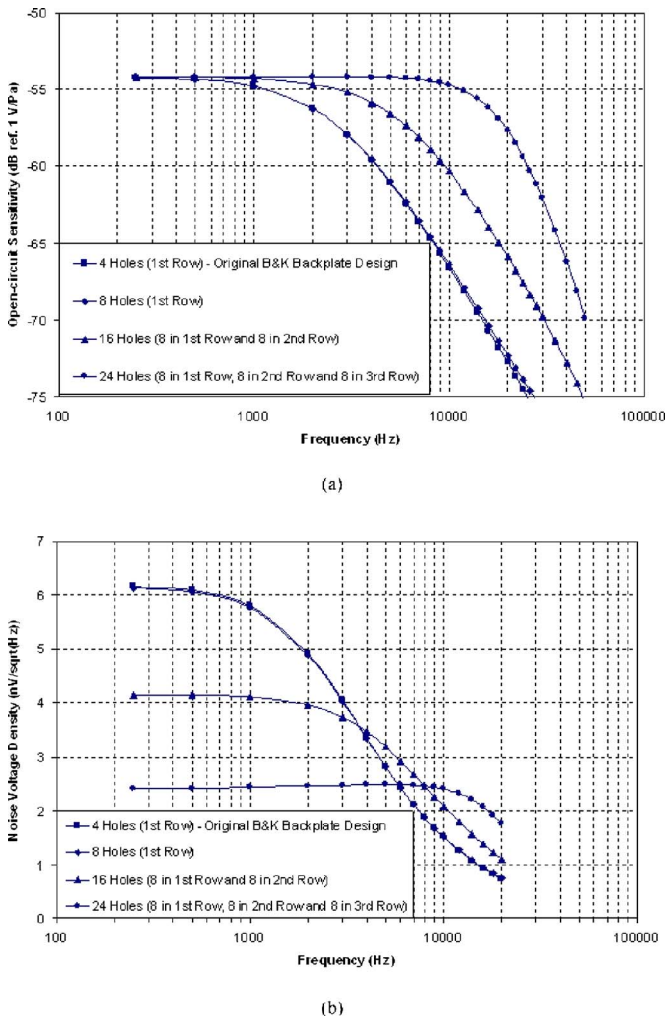 -50
-55
-60
-65
-70
-75
Open-circuit Sensitivity (dB ref. 1 V/Pa)
4 Holes (1st Row) - Original B&K Backplate Design
8 Holes (1st Row)
16 Holes (8 in 1st Row and 8 in 2nd Row)
24 Holes (8 in 1st Row, 8 in 2nd Row and 8 in 3rd Row)
100 1000 10000 100000
Frequency (Hz)
(a)
7
6
5
4
3
2
1
0
Noise Voltage Density (nV/sqrt(Hz)
4 Holes (1st Row) - Original B&K Backplate Design
8 Holes (1st Row)
16 Holes (8 in 1st Row and 8 in 2nd Row)
24 Holes (8 in 1st Row, 8 in 2nd Row and 8 in 3rd Row)
100 1000 10000 100000
Frequency (Hz)
(b)